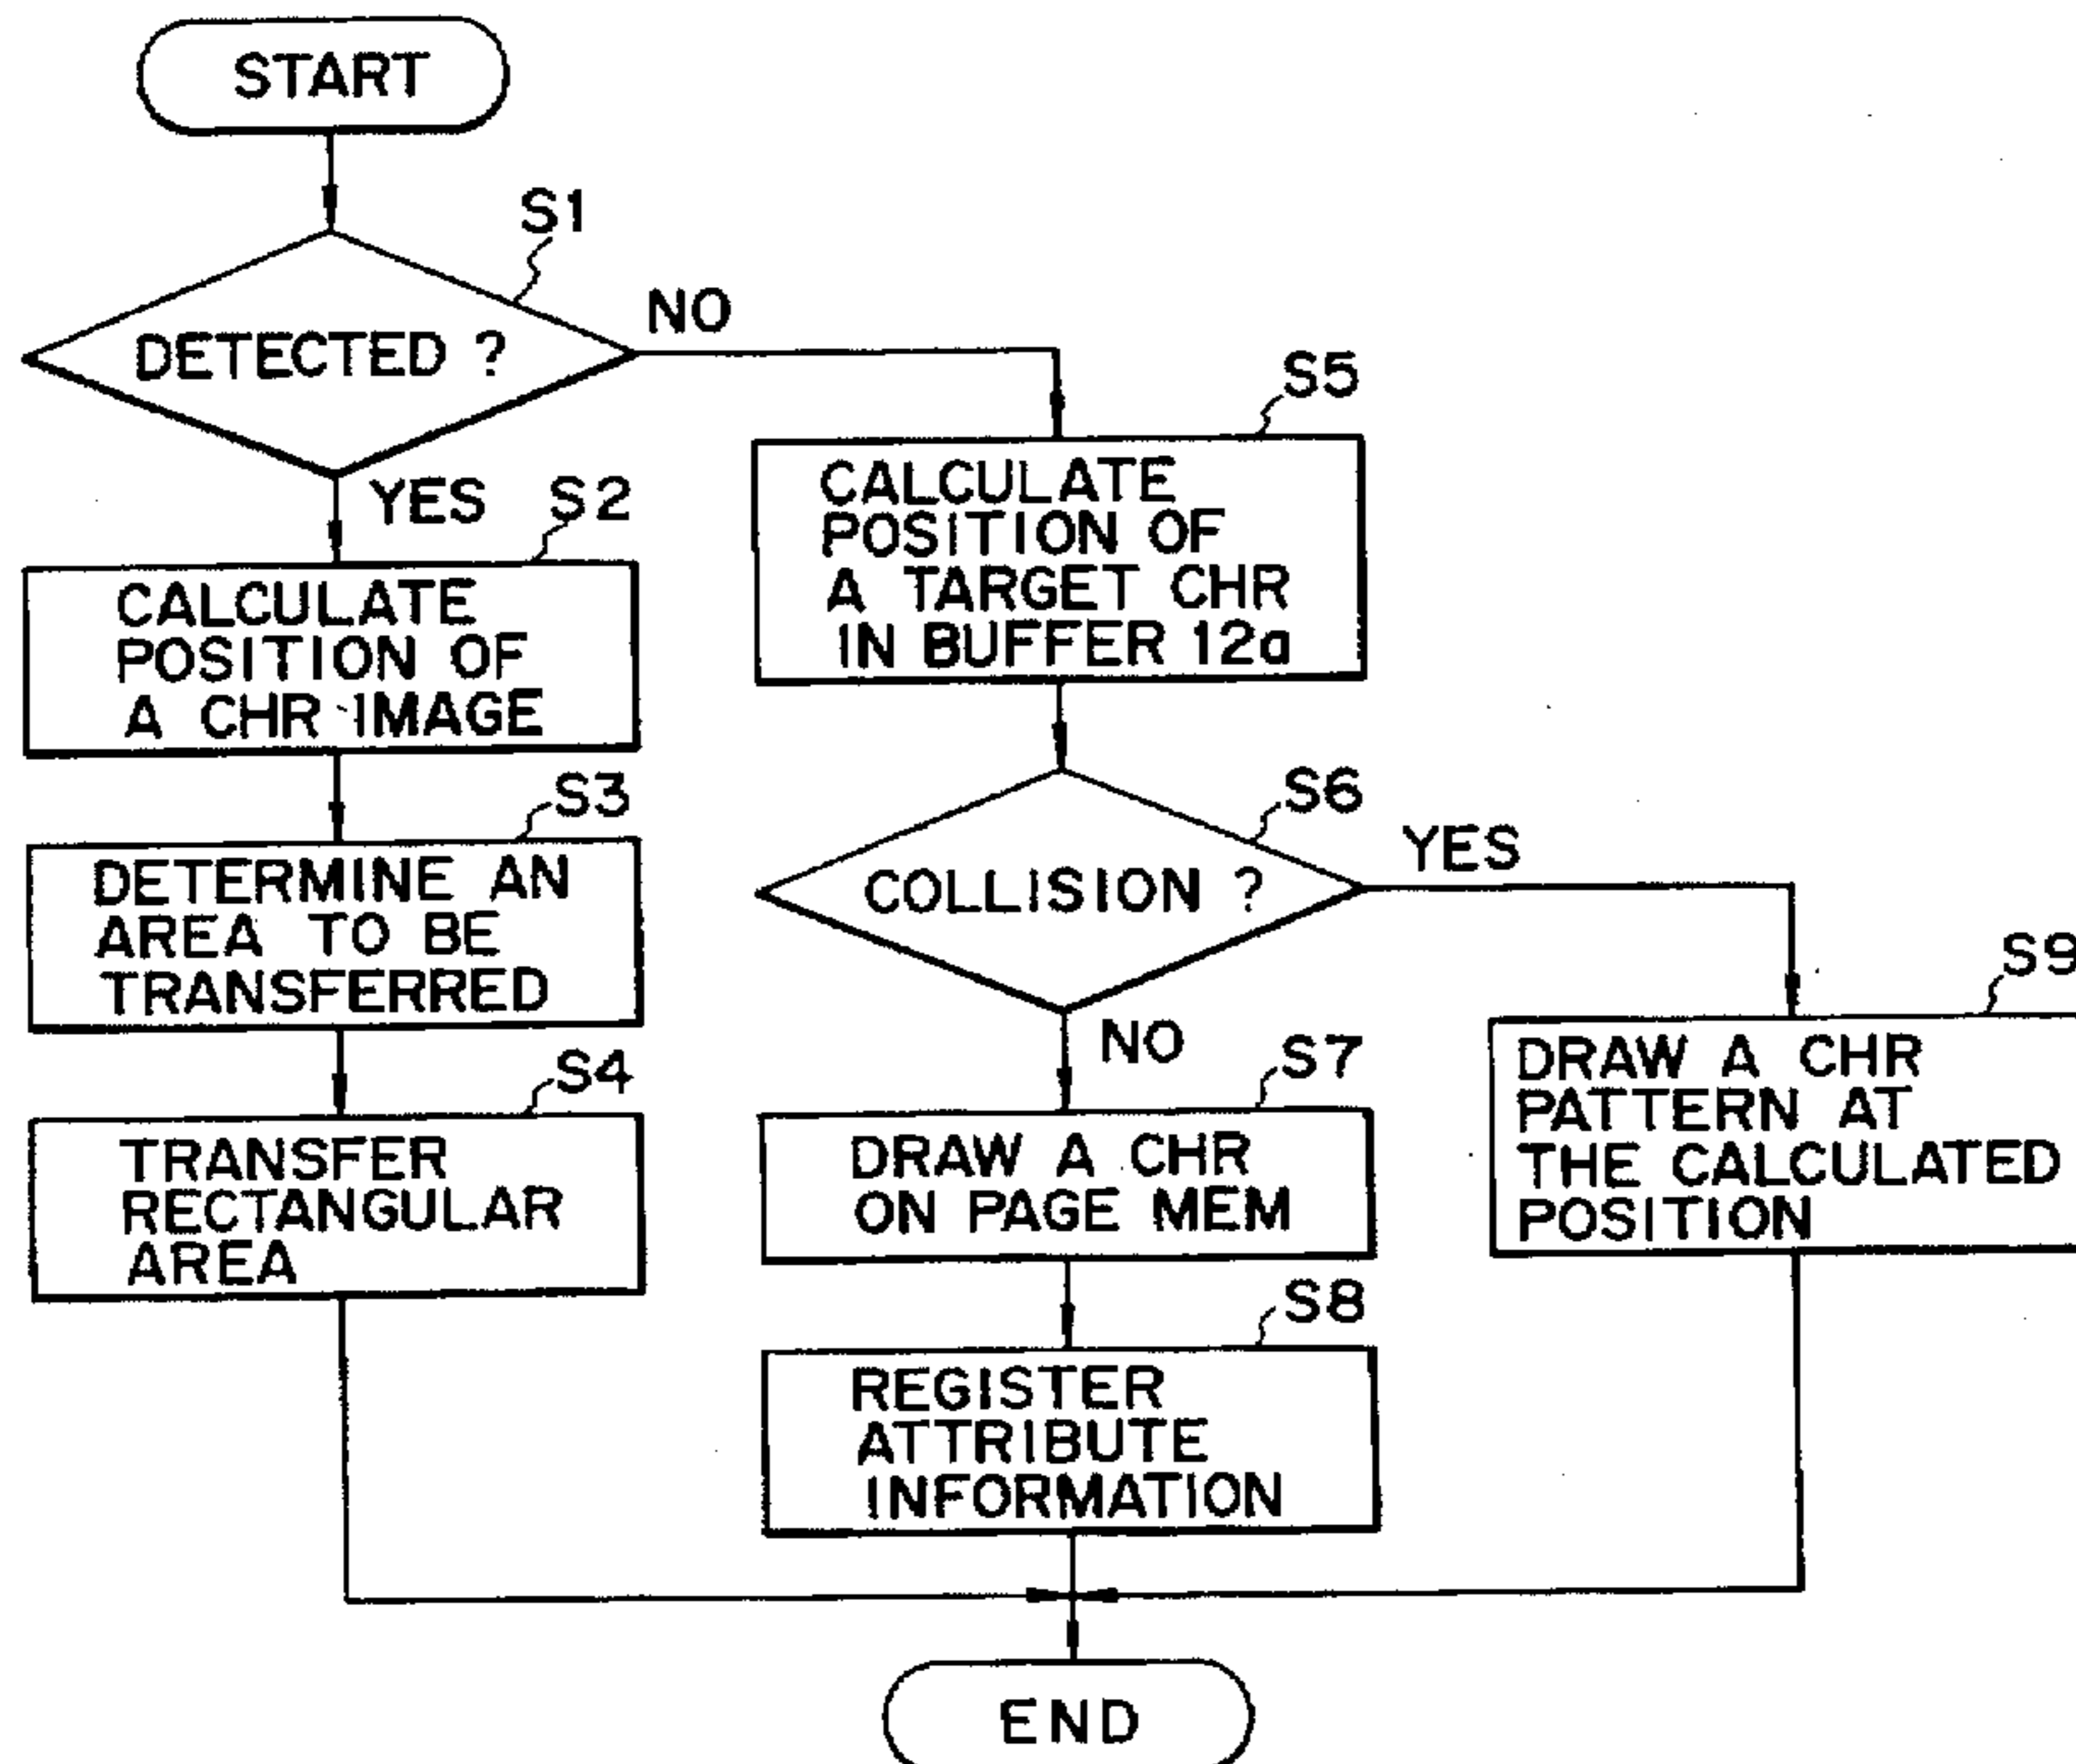 START
S1
DETECTED ?
NO
YES
S2
CALCULATE
POSITION OF
A CHR IMAGE
S3
DETERMINE AN
AREA TO BE
TRANSFERRED
S4
TRANSFER
RECTANGULAR
AREA
S5
CALCULATE
POSITION OF
A TARGET CHR
IN BUFFER 12a
S6
COLLISION ?
YES
NO
S7
DRAW A CHR
ON PAGE MEM
S8
REGISTER
ATTRIBUTE
INFORMATION
S9
DRAW A CHR
PATTERN AT
THE CALCULATED
POSITION
END